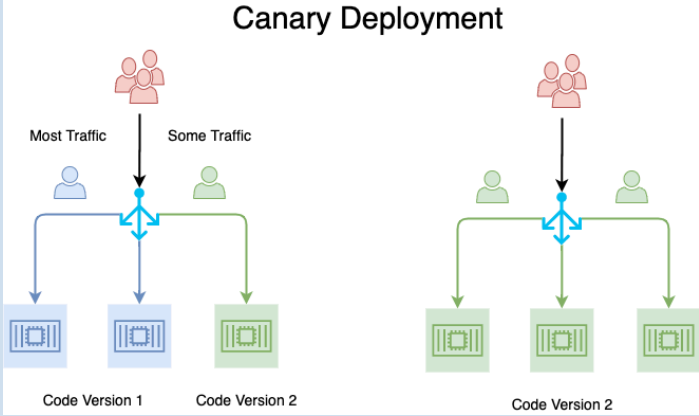 Canary Deployment
Most Traffic
Some Traffic
Code Version 1
Code Version 2
Code Version 2